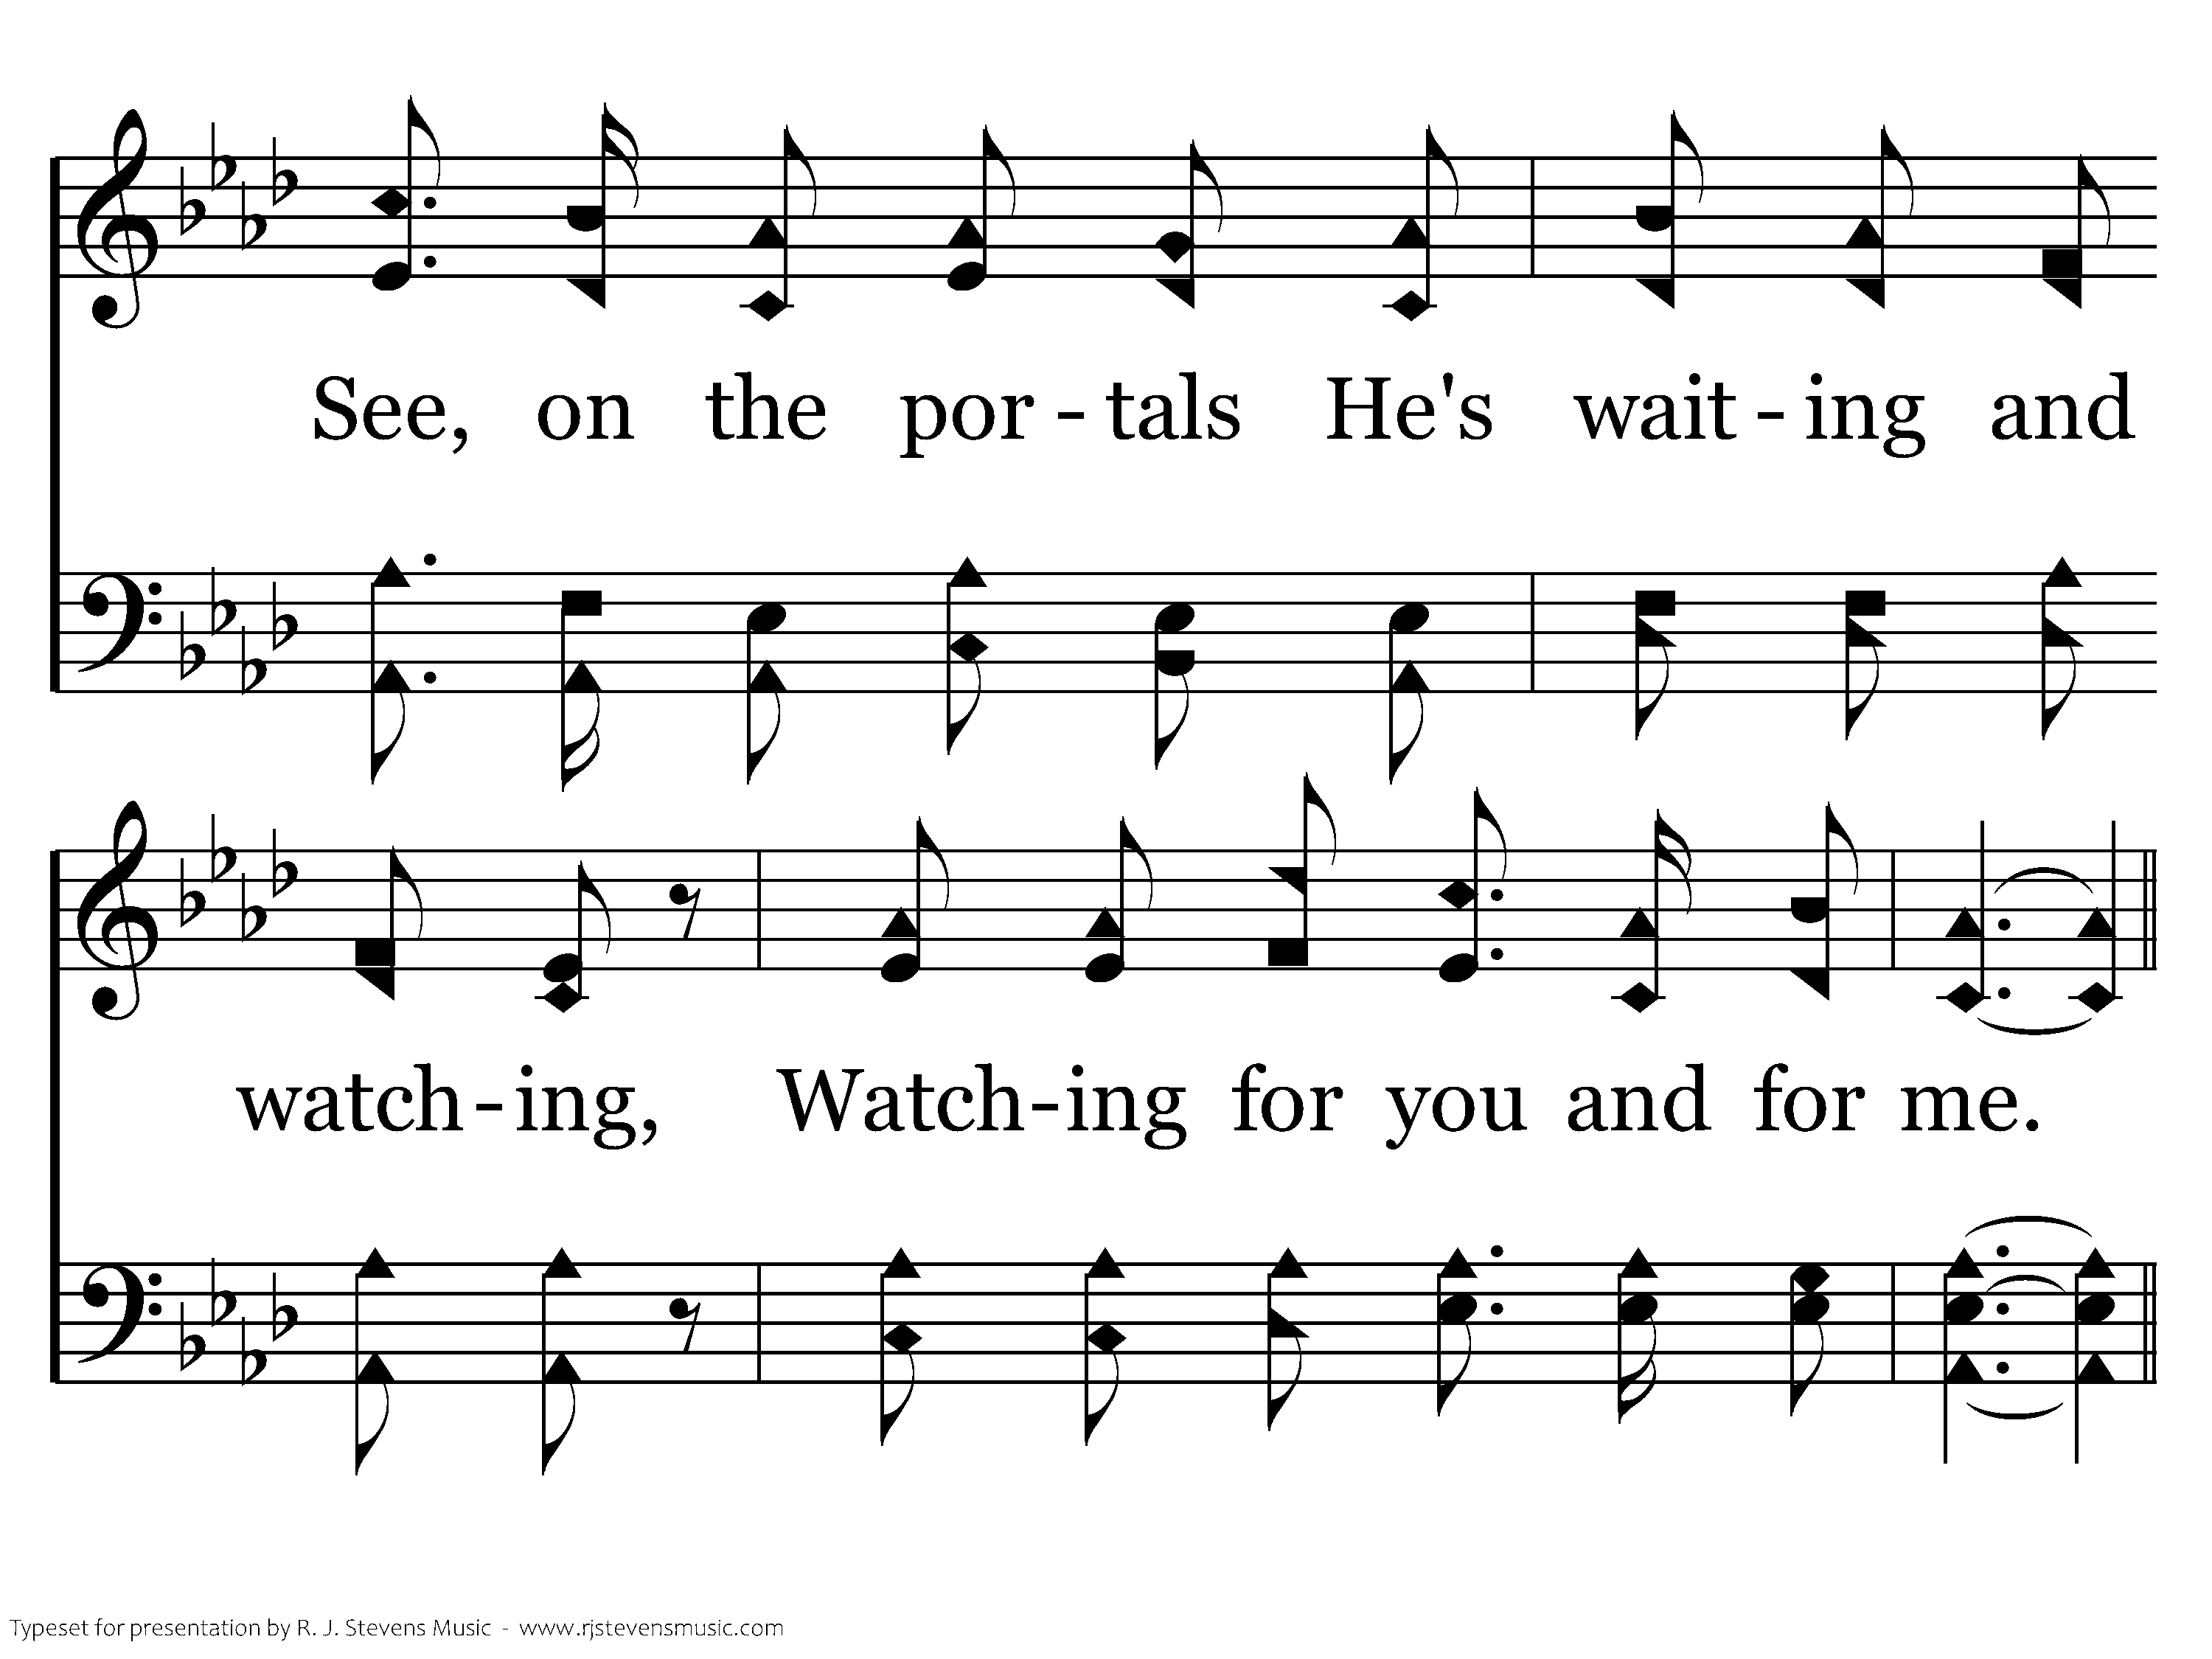 See, on the por - tals He's wait - ing and
watch - ing, Watch - ing for you and for me.
Typeset for presentation by R. J. Stevens Music - www.rjstevensmusic.com